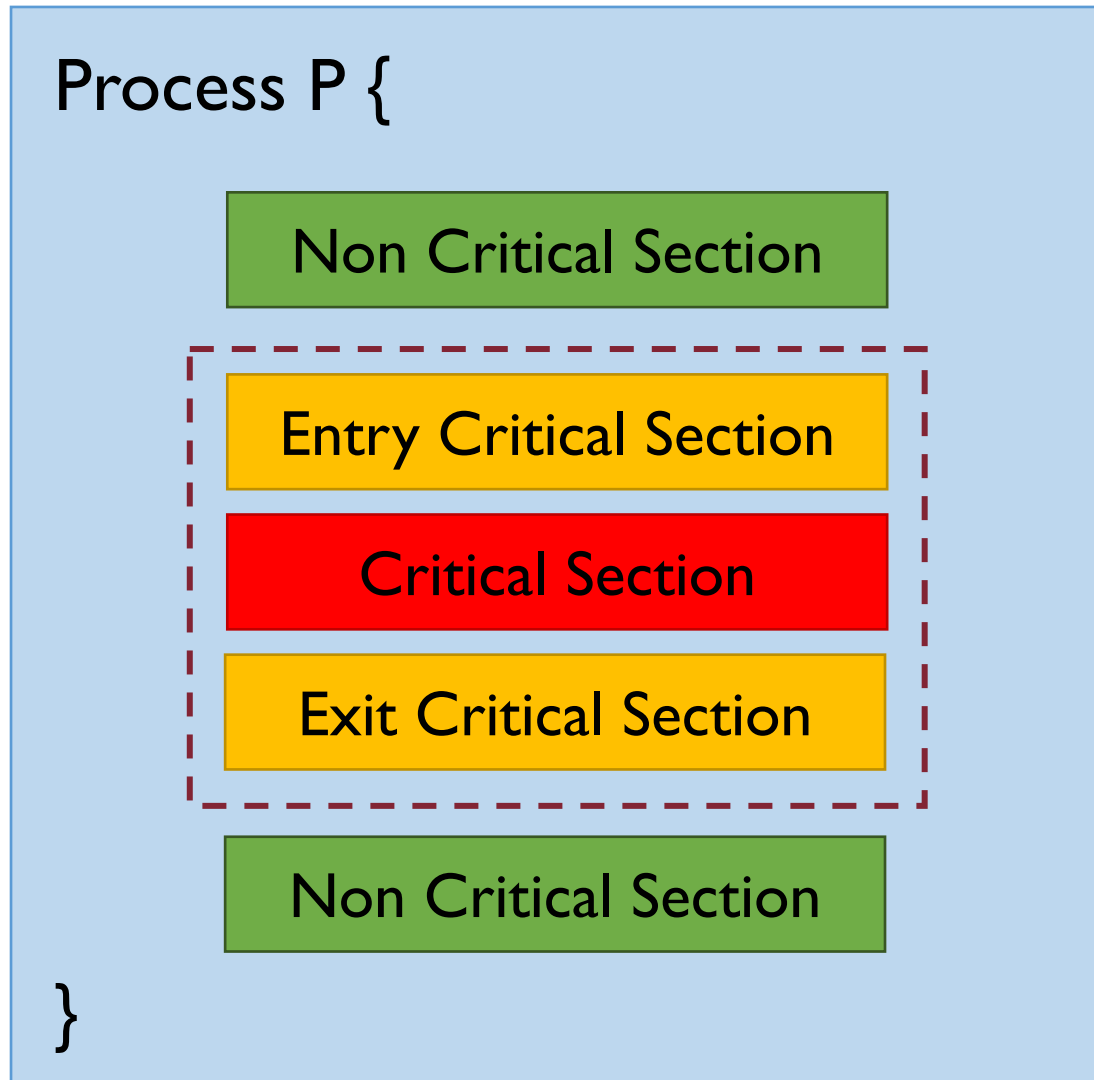 Process P {
Non Critical Section
Entry Critical Section
Critical Section
Exit Critical Section
Non Critical Section
}